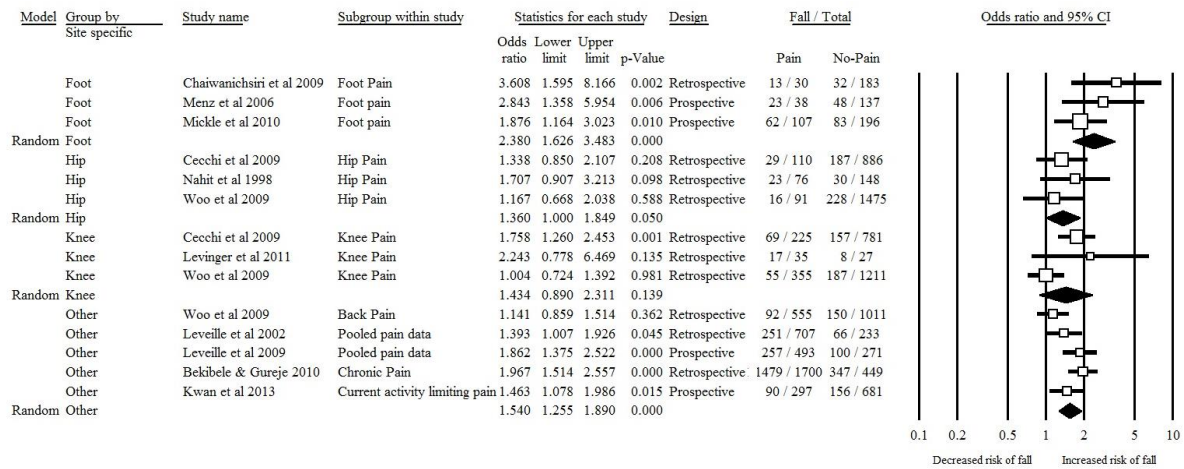 Model Group by Study name Subgroup within study Statistics for each study Design Fall / Total Odds ratio and 95% CI
Site specific
Odds Lower Upper
ratio limit limit p-Value Pain No-Pain
Foot Chaiwanichsiri et al 2009 Foot Pain 3.608 1.595 8.166 0.002 Retrospective 13 / 30 32 / 183
Foot Menz et al 2006 Foot pain 2.843 1.358 5.954 0.006 Prospective 23 / 38 48 / 137
Foot Mickle et al 2010 Foot pain 1.876 1.164 3.023 0.010 Prospective 62 / 107 83 / 196
Random Foot 2.380 1.626 3.483 0.000
Hip Cecchi et al 2009 Hip Pain 1.338 0.850 2.107 0.208 Retrospective 29 / 110 187 / 886
Hip Nahit et al 1998 Hip Pain 1.707 0.907 3.213 0.098 Retrospective 23 / 76 30 / 148
Hip Woo et al 2009 Hip Pain 1.167 0.668 2.038 0.588 Retrospective 16 / 91 228 / 1475
Random Hip 1.360 1.000 1.849 0.050
Knee Cecchi et al 2009 Knee Pain 1.758 1.260 2.453 0.001 Retrospective 69 / 225 157 / 781
Knee Levinger et al 2011 Knee Pain 2.243 0.778 6.469 0.135 Retrospective 17 / 35 8 / 27
Knee Woo et al 2009 Knee Pain 1.004 0.724 1.392 0.981 Retrospective 55 / 355 187 / 1211
Random Knee 1.434 0.890 2.311 0.139
Other Woo et al 2009 Back Pain 1.141 0.859 1.514 0.362 Retrospective 92 / 555 150 / 1011
Other Leveille et al 2002 Pooled pain data 1.393 1.007 1.926 0.045 Retrospective 251 / 707 66 / 233
Other Leveille et al 2009 Pooled pain data 1.862 1.375 2.522 0.000 Prospective 257 / 493 100 / 271
Other Bekibele & Gureje 2010 Chronic Pain 1.967 1.514 2.557 0.000 Retrospective 1479 / 1700 347 / 449
Other Kwan et al 2013 Current activity limiting pain 1.463 1.078 1.986 0.015 Prospective 90 / 297 156 / 681
Random Other 1.540 1.255 1.890 0.000
0.1 0.2 0.5 1 2 5 10
Decreased risk of fall Increased risk of fall